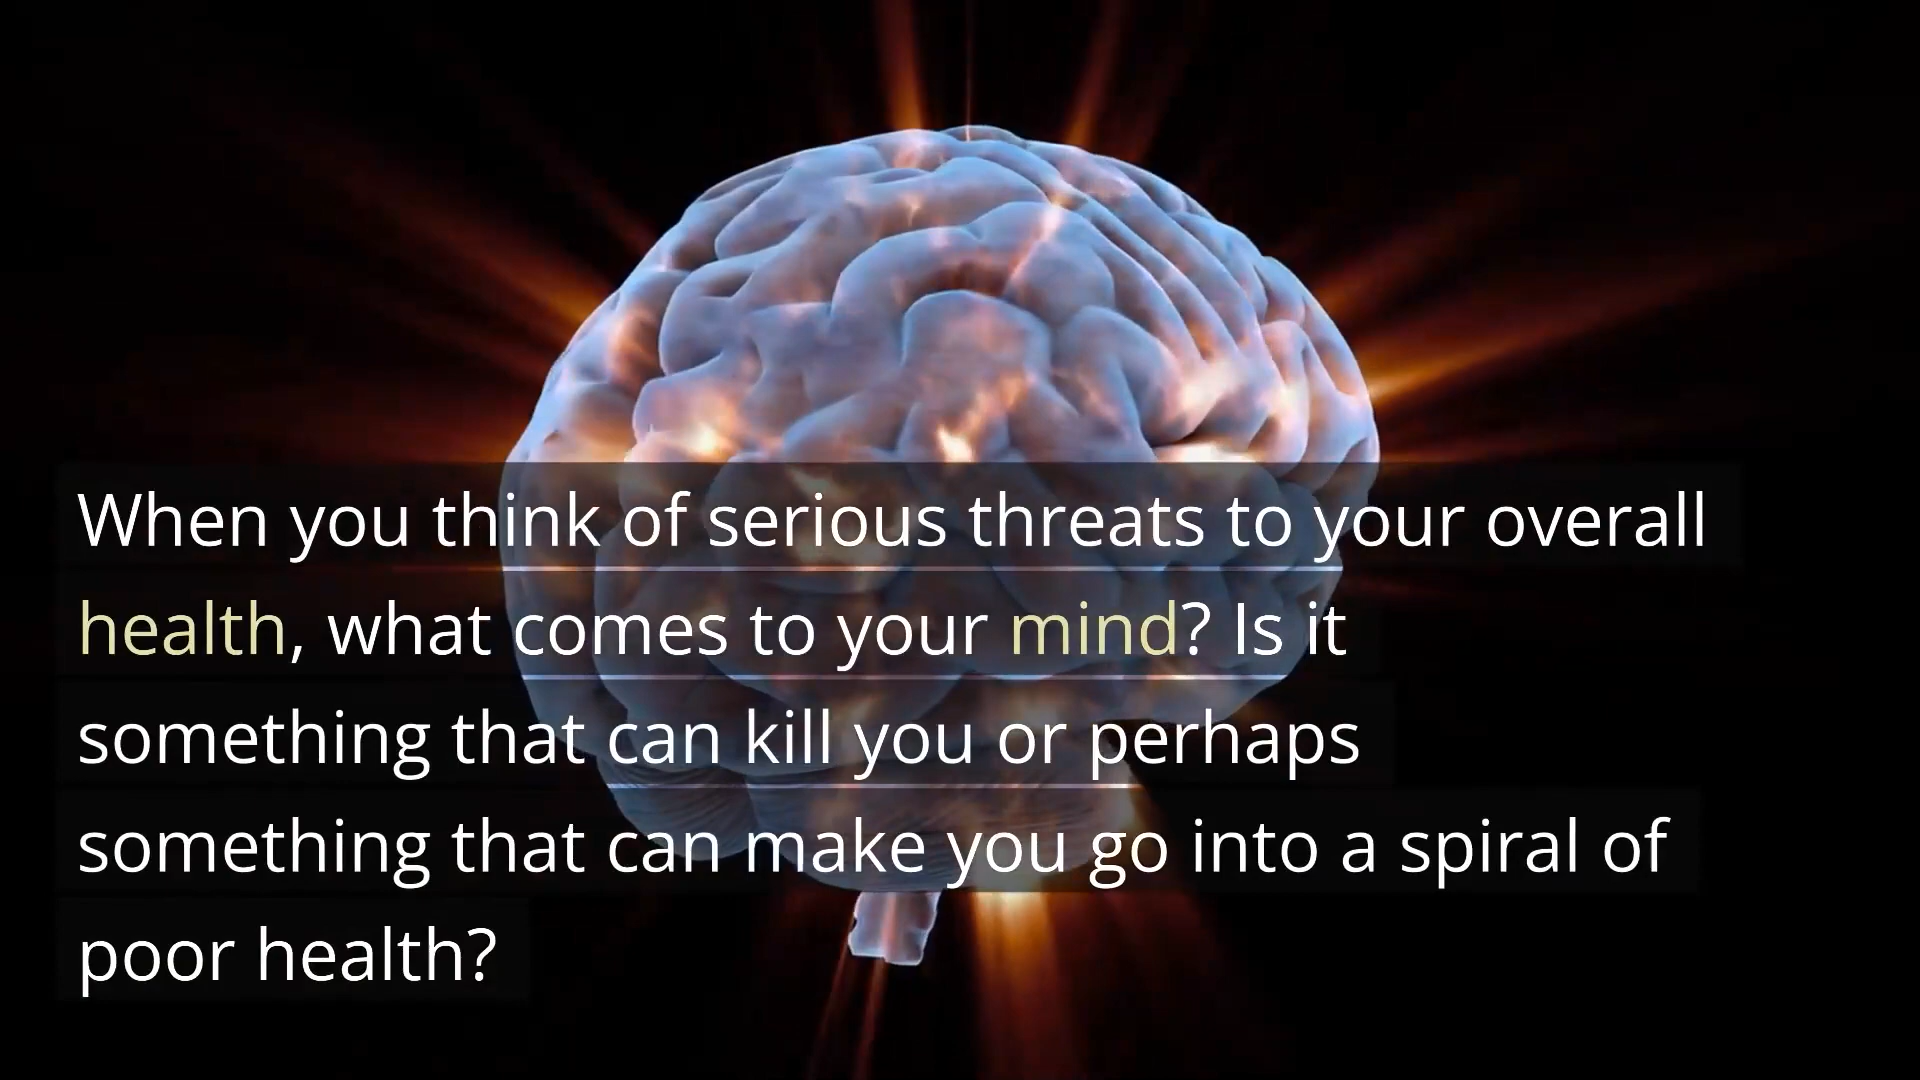 When you think of serious threats to your overall
health, what comes to your mind? Is it
something that can kill you or perhaps
something that can make you go into a spiral of
poor health?